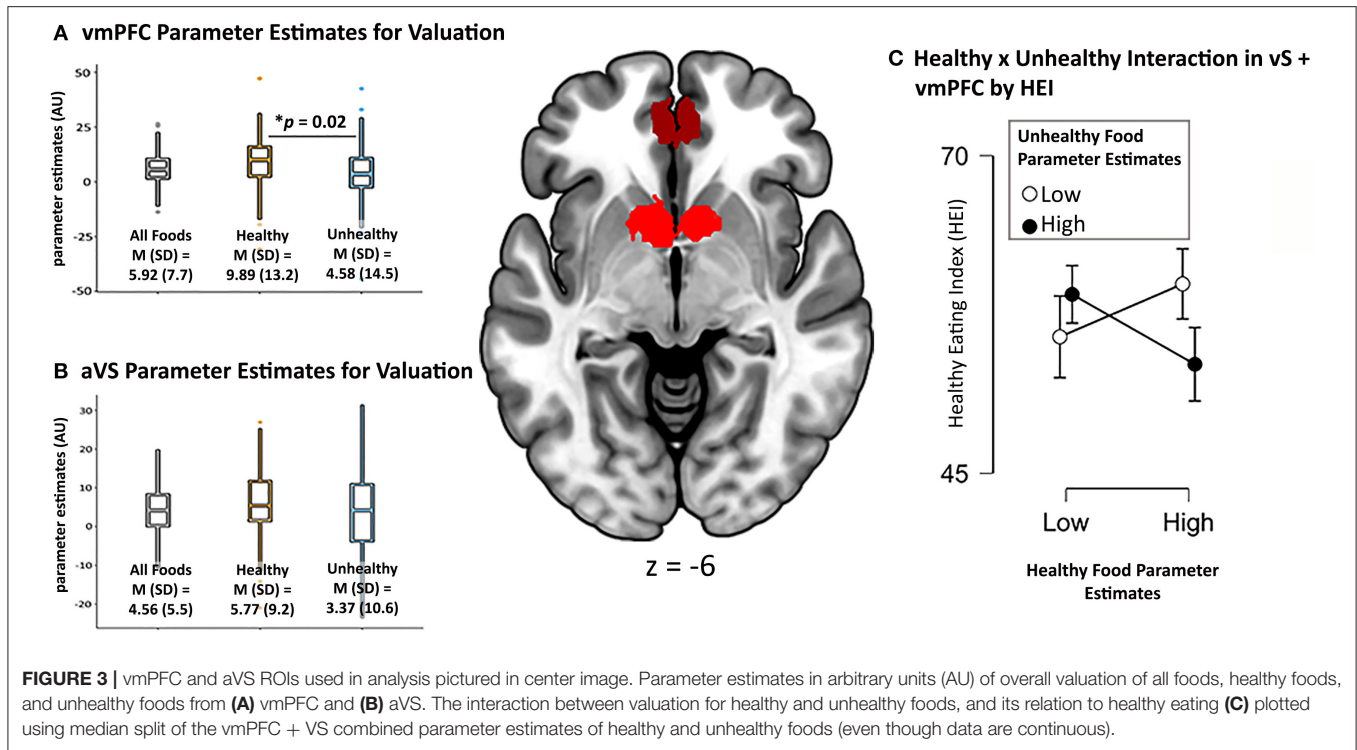 A vmPFC Parameter Estimates for Valuation
parameter estimates (AU)
50
25
0
-25
-50
*p = 0.02
All Foods
M (SD) =
5.92 (7.7)
Healthy
M (SD) =
9.89 (13.2)
Unhealthy
M (SD) =
4.58 (14.5)
B aVS Parameter Estimates for Valuation
parameter estimates (AU)
30
20
10
0
-10
-20
All Foods
M (SD) =
4.56 (5.5)
Healthy
M (SD) =
5.77 (9.2)
Unhealthy
M (SD) =
3.37 (10.6)
z = -6
C Healthy x Unhealthy Interaction in vS +
vmPFC by HEI
Unhealthy Food
Parameter Estimates
Low
High
Healthy Eating Index (HEI)
70
45
Low
High
Healthy Food Parameter
Estimates
FIGURE 3 | vmPFC and aVS ROIs used in analysis pictured in center image. Parameter estimates in arbitrary units (AU) of overall valuation of all foods, healthy foods,
and unhealthy foods from (A) vmPFC and (B) aVS. The interaction between valuation for healthy and unhealthy foods, and its relation to healthy eating (C) plotted
using median split of the vmPFC + VS combined parameter estimates of healthy and unhealthy foods (even though data are continuous).